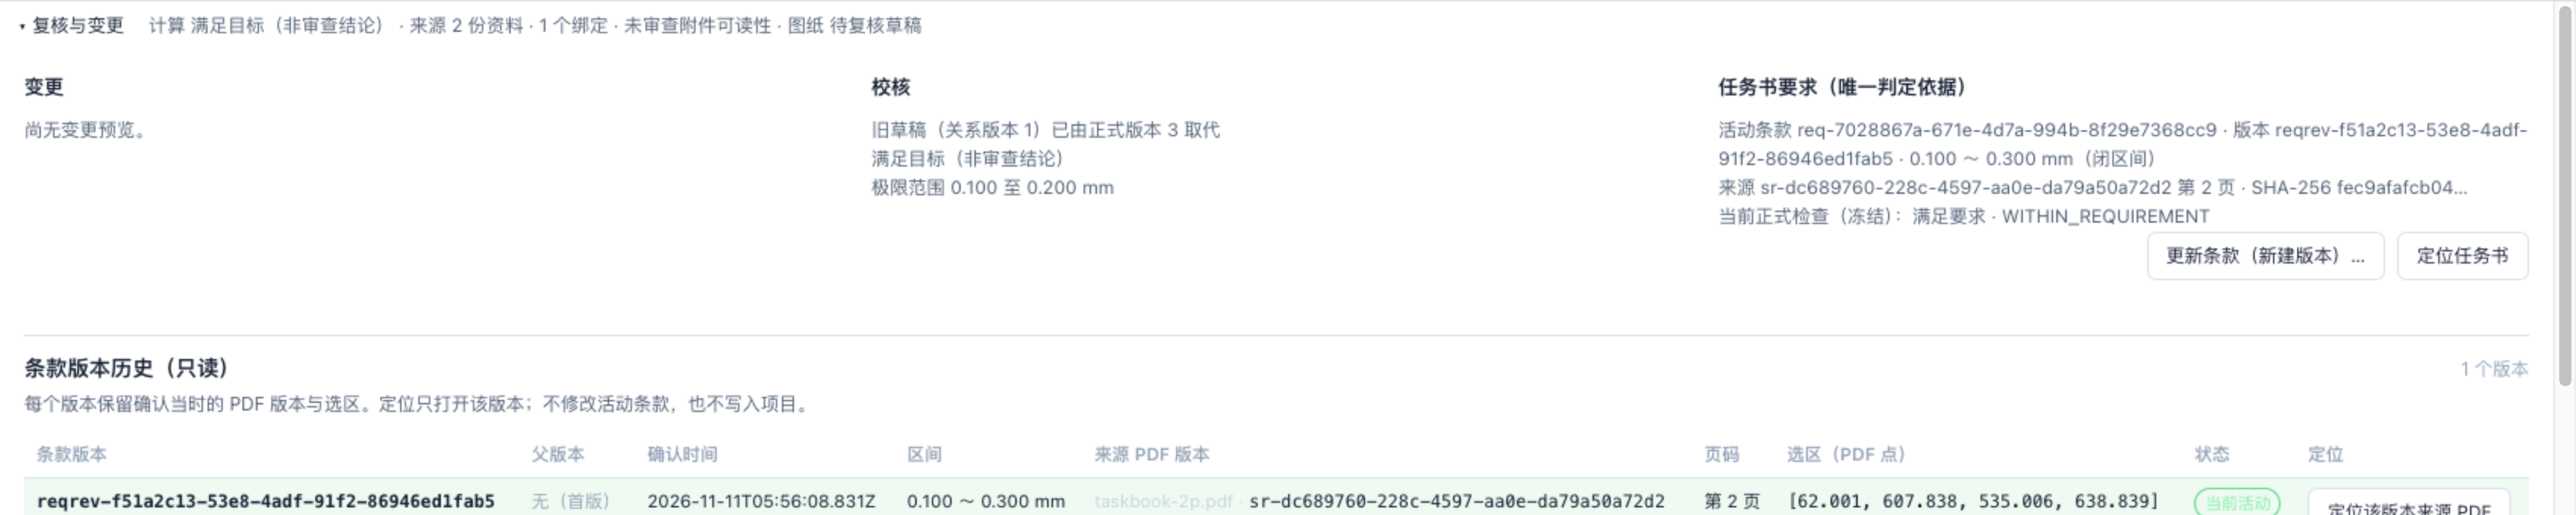 ▾ 复核与变更 计算 满足目标（非审查结论） · 来源 2 份资料 · 1 个绑定 · 未审查附件可读性 · 图纸 待复核草稿
变更
尚无变更预览。
校核
旧草稿（关系版本 1）已由正式版本 3 取代
满足目标（非审查结论）
极限范围 0.100 至 0.200 mm
任务书要求（唯一判定依据）
活动条款 req-7028867a-671e-4d7a-994b-8f29e7368cc9 · 版本 reqrev-f51a2c13-53e8-4adf-
91f2-86946ed1fab5 · 0.100 ～ 0.300 mm（闭区间）
来源 sr-dc689760-228c-4597-aa0e-da79a50a72d2 第 2 页 · SHA-256 fec9afafcb04…
当前正式检查（冻结）：满足要求 · WITHIN_REQUIREMENT
更新条款（新建版本）… 定位任务书
条款版本历史（只读） 1 个版本
每个版本保留确认当时的 PDF 版本与选区。定位只打开该版本；不修改活动条款，也不写入项目。
条款版本 父版本 确认时间 区间 来源 PDF 版本 页码 选区（PDF 点） 状态 定位
reqrev-f51a2c13-53e8-4adf-91f2-86946ed1fab5 无（首版） 2026-11-11T05:56:08.831Z 0.100 ～ 0.300 mm taskbook-2p.pdf · sr-dc689760-228c-4597-aa0e-da79a50a72d2 第 2 页 [62.001, 607.838, 535.006, 638.839] 当前活动 定位该版本来源 PDF